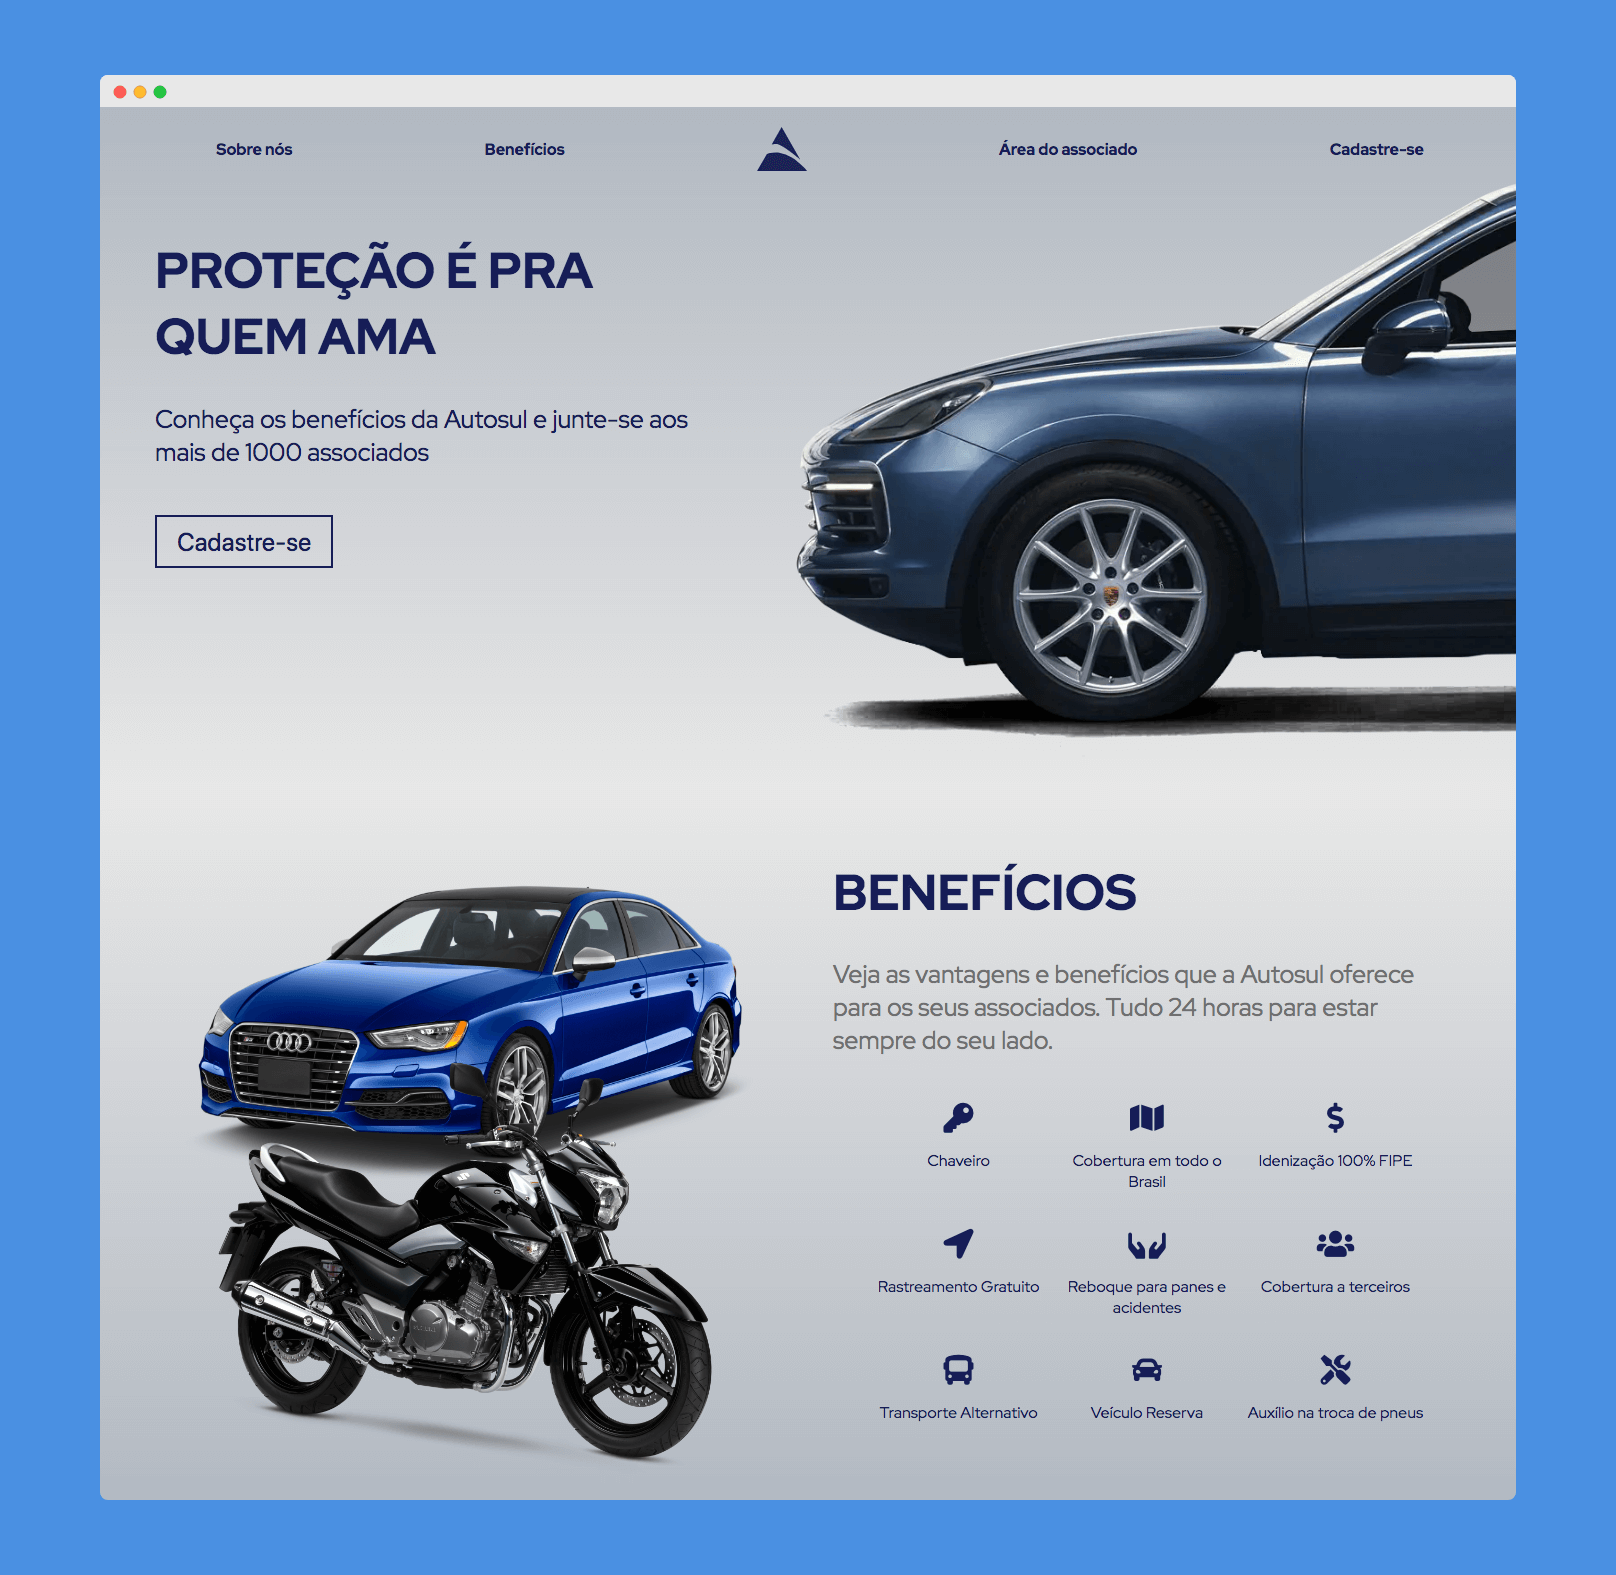 Sobre nós
Benefícios
Área do associado
Cadastre-se
PROTEÇÃO É PRA
QUEM AMA
Conheça os benefícios da Autosul e junte-se aos
mais de 1000 associados
Cadastre-se
BENEFÍCIOS
Veja as vantagens e benefícios que a Autosul oferece
para os seus associados. Tudo 24 horas para estar
sempre do seu lado.
Chaveiro
Cobertura em todo o
Brasil
Idenização 100% FIPE
Rastreamento Gratuito
Reboque para panes e
acidentes
Cobertura a terceiros
Transporte Alternativo
Veículo Reserva
Auxílio na troca de pneus